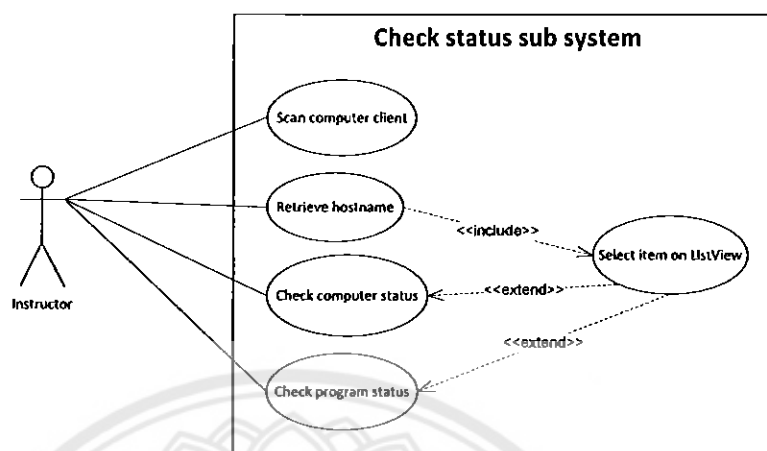 Check status sub system
Scan computer client
Retrieve hostname
<<include>>
Select item on ListView
Instructor
Check computer status
<<extend>>
<<extend>>
Check program status